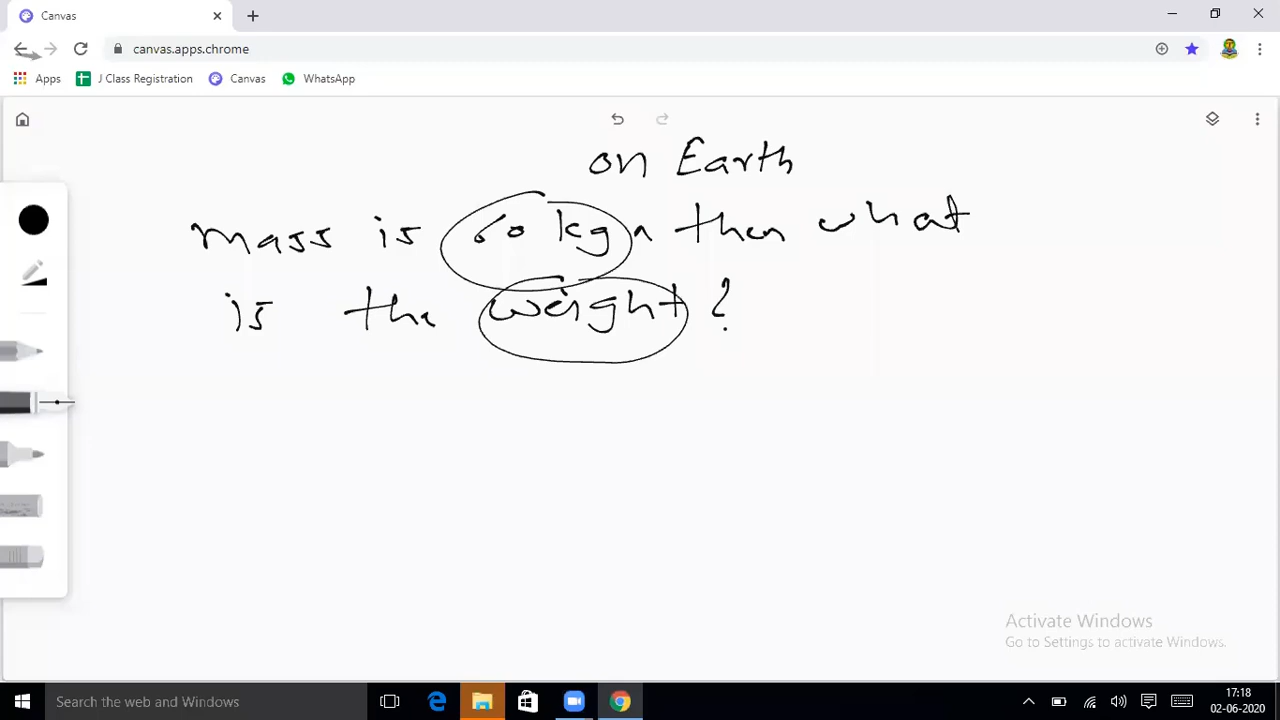 Canvas
canvas.apps.chrome
Apps
J Class Registration
Canvas
WhatsApp
on Earth
mass is 60 kg then what
is the weight?
Activate Windows
Go to Settings to activate Windows.
Search the web and Windows
17:18
02-06-2020